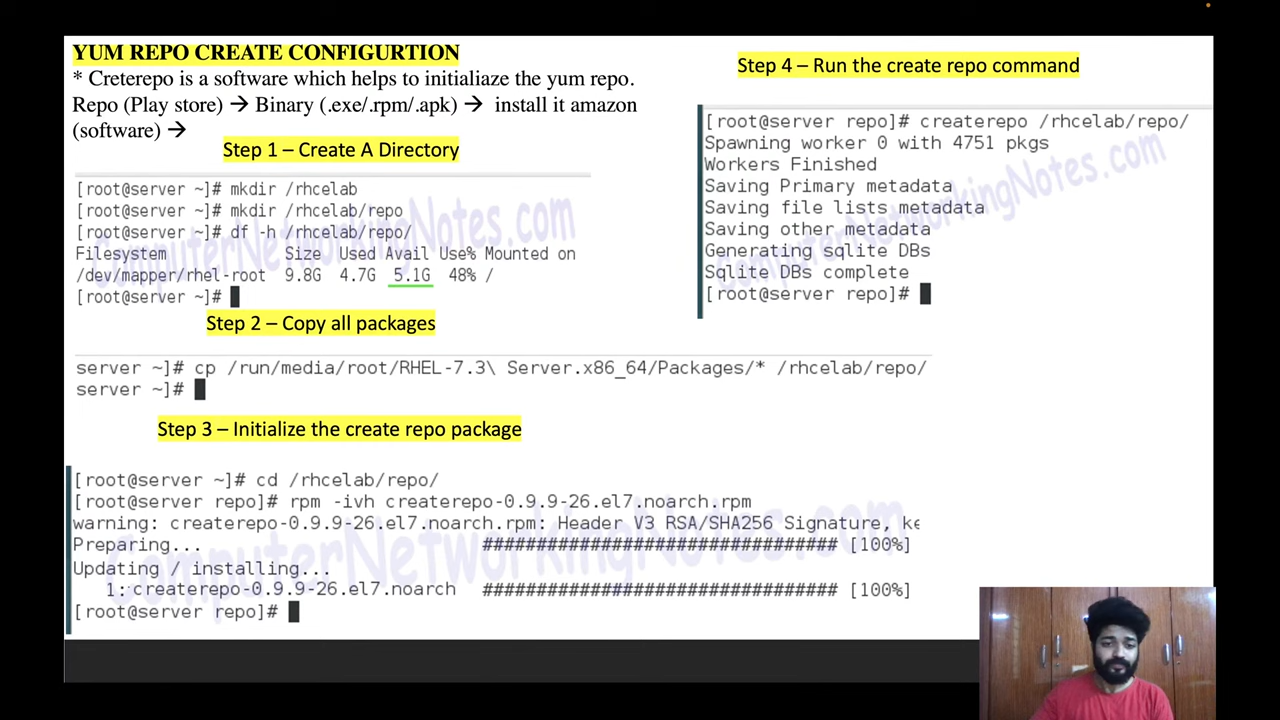 YUM REPO CREATE CONFIGURTION
* Creterepo is a software which helps to initialiaze the yum repo.
Repo (Play store) → Binary (.exe/.rpm/.apk) → install it amazon
(software) →
Step 1 – Create A Directory
[root@server ~]# mkdir /rhcelab
[root@server ~]# mkdir /rhcelab/repo
[root@server ~]# df -h /rhcelab/repo/
Filesystem Size Used Avail Use% Mounted on
/dev/mapper/rhel-root 9.8G 4.7G 5.1G 48% /
[root@server ~]#
ComputerNetworkingNotes.com
Step 2 – Copy all packages
server ~]# cp /run/media/root/RHEL-7.3\ Server.x86_64/Packages/* /rhcelab/repo/
server ~]#
Step 3 – Initialize the create repo package
[root@server ~]# cd /rhcelab/repo/
[root@server repo]# rpm -ivh createrepo-0.9.9-26.el7.noarch.rpm
warning: createrepo-0.9.9-26.el7.noarch.rpm: Header V3 RSA/SHA256 Signature, ke
Preparing... ################################# [100%]
Updating / installing...
1:createrepo-0.9.9-26.el7.noarch ################################# [100%]
[root@server repo]#
ComputerNetworkingNotes.com
Step 4 – Run the create repo command
[root@server repo]# createrepo /rhcelab/repo/
Spawning worker 0 with 4751 pkgs
Workers Finished
Saving Primary metadata
Saving file lists metadata
Saving other metadata
Generating sqlite DBs
Sqlite DBs complete
[root@server repo]#
ComputerNetworkingNotes.com